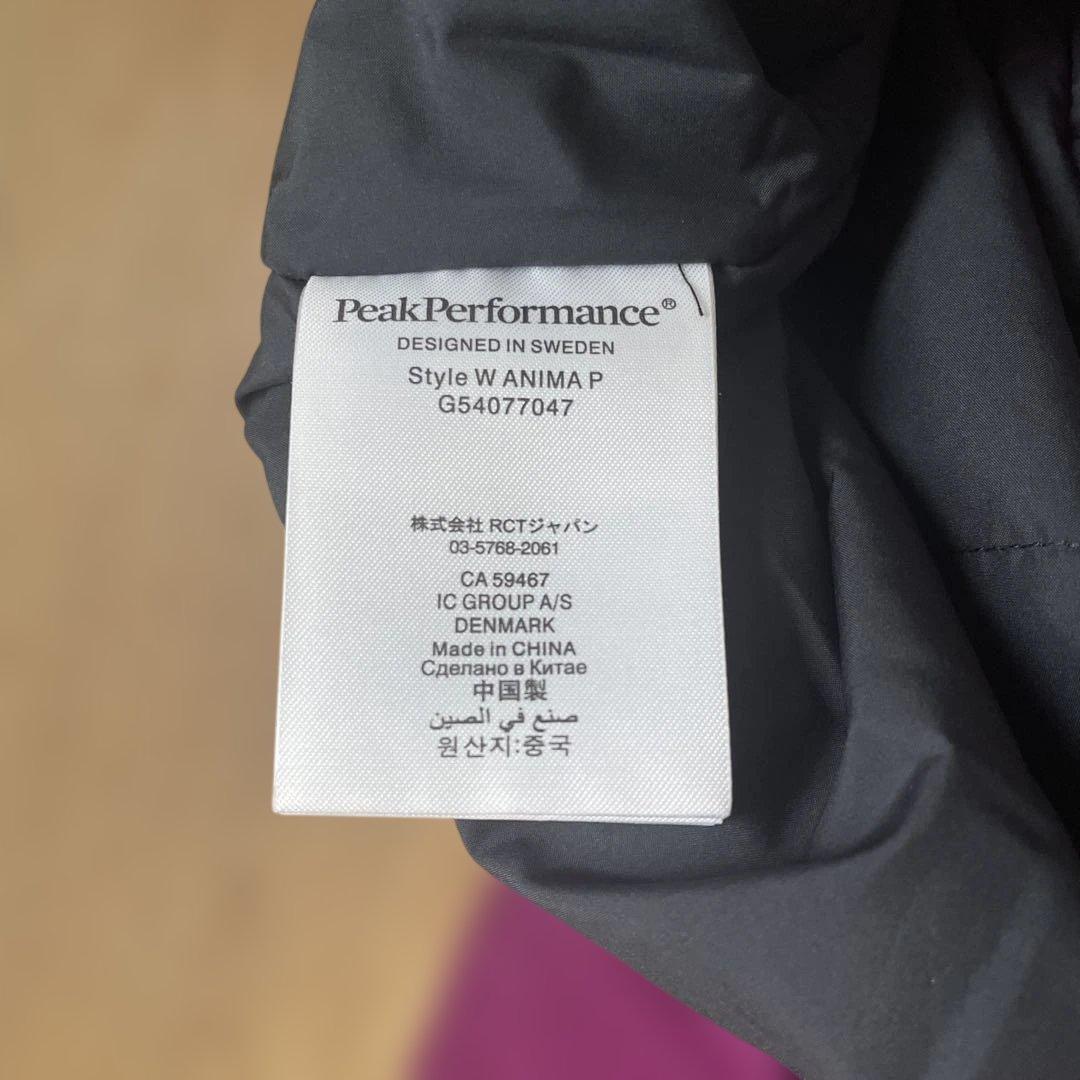 PeakPerformance®
DESIGNED IN SWEDEN
Style W ANIMA P
G54077047
株式会社 RCTジャパン
03-5768-2061
CA 59467
IC GROUP A/S
DENMARK
Made in CHINA
Сделано в Китае
中国製
صنع في الصين
원산지:중국